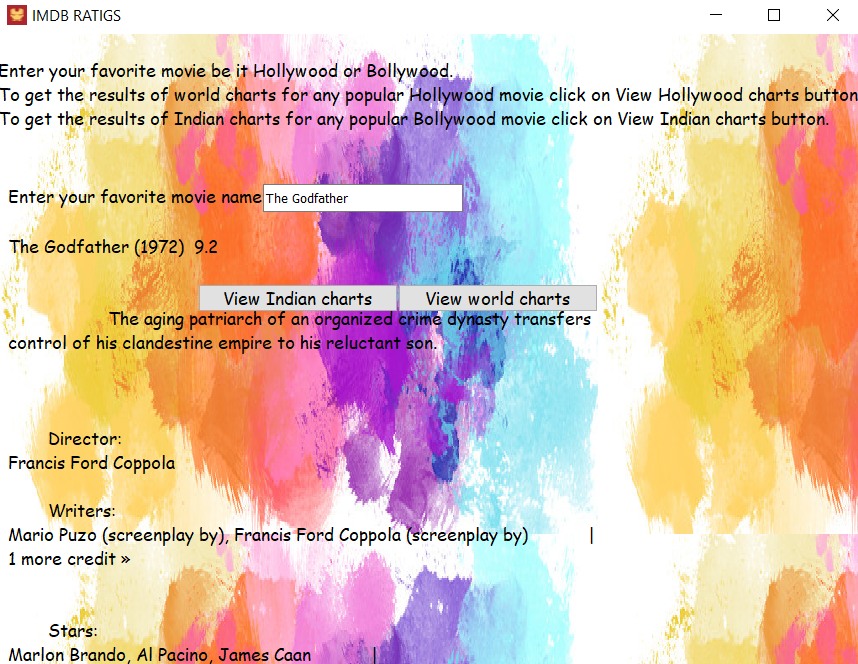 IMDB RATIGS
Enter your favorite movie be it Hollywood or Bollywood.
To get the results of world charts for any popular Hollywood movie click on View Hollywood charts button
To get the results of Indian charts for any popular Bollywood movie click on View Indian charts button.
Enter your favorite movie name The Godfather
The Godfather (1972) 9.2
View Indian charts View world charts
The aging patriarch of an organized crime dynasty transfers
control of his clandestine empire to his reluctant son.
Director:
Francis Ford Coppola
Writers:
Mario Puzo (screenplay by), Francis Ford Coppola (screenplay by) |
1 more credit »
Stars:
Marlon Brando, Al Pacino, James Caan |